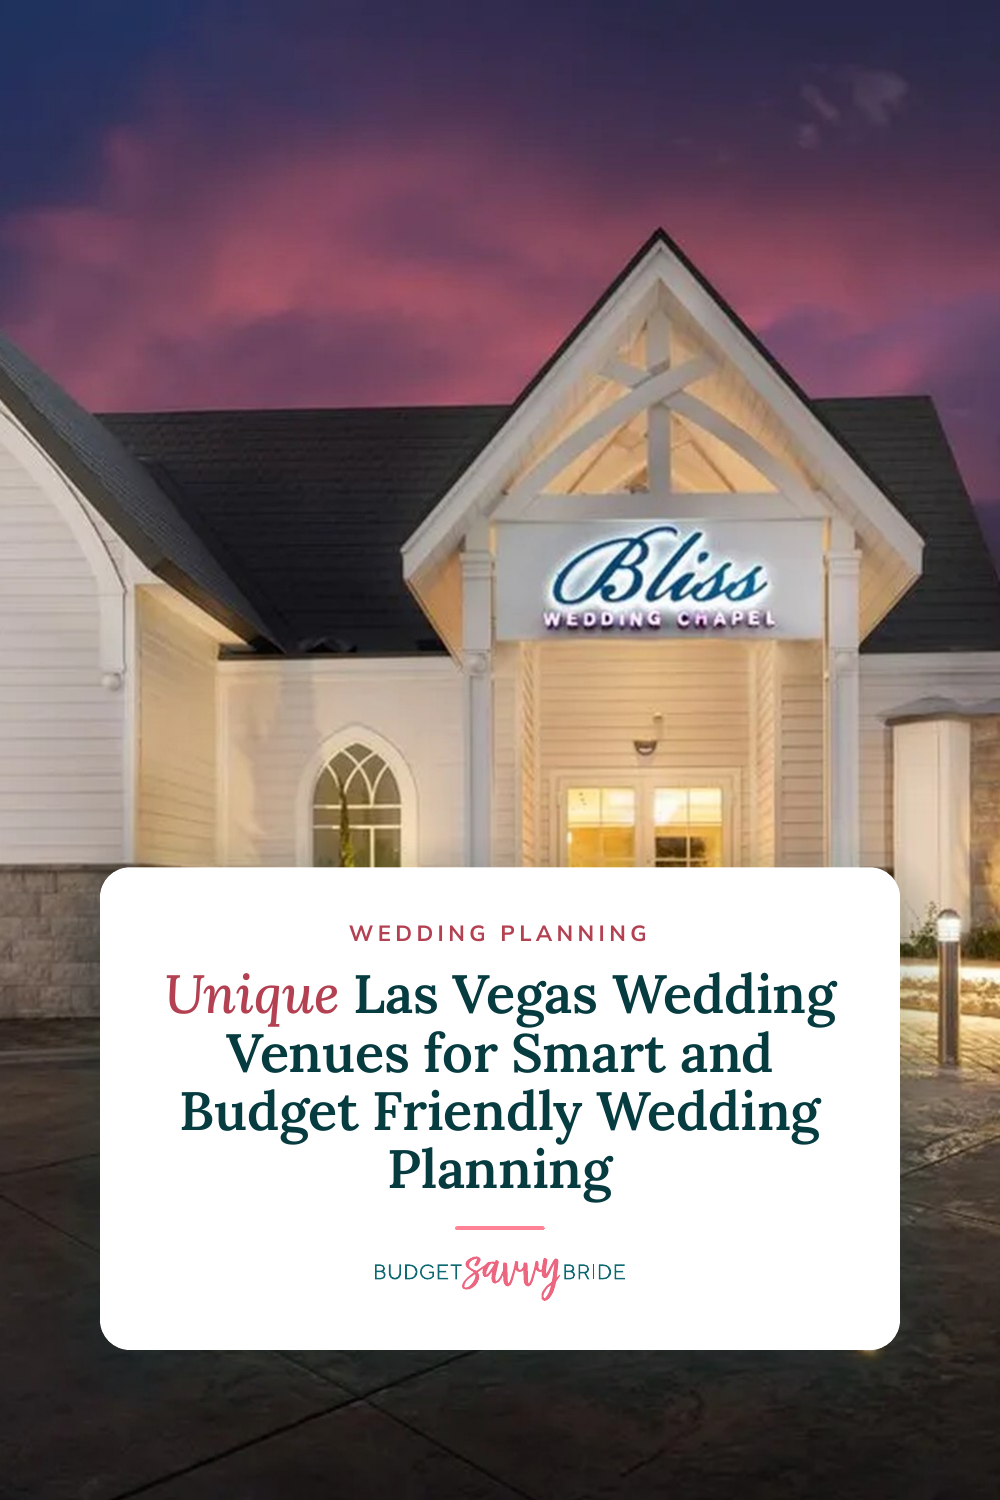 Bliss
WEDDING CHAPEL
WEDDING PLANNING
Unique Las Vegas Wedding
Venues for Smart and
Budget Friendly Wedding
Planning
BUDGET savvy BRIDE